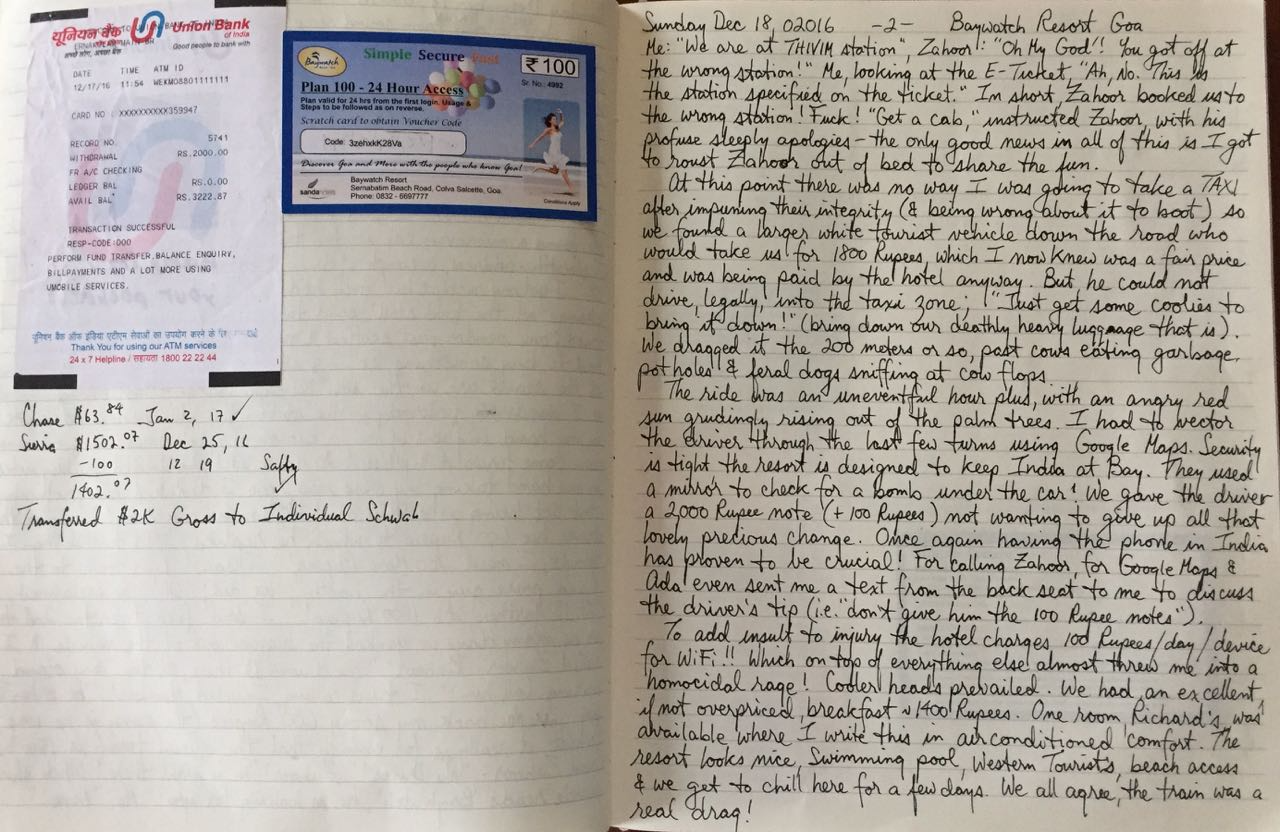 यूनियन बैंक Union Bank
of India
अच्छे लोग, अच्छा बैंक Good people to bank with
DATE TIME ATM ID
12/17/16 11:54 WEKMO8801111111
CARD NO : XXXXXXXXXX359947
RECORD NO. 5741
WITHDRAWAL RS.2000.00
FR A/C CHECKING
LEDGER BAL RS.0.00
AVAIL BAL RS.3222.87
TRANSACTION SUCCESSFUL
RESP-CODE:000
PERFORM FUND TRANSFER,BALANCE ENQUIRY,
BILLPAYMENTS AND A LOT MORE USING
UMOBILE SERVICES.
यूनियन बैंक ऑफ इंडिया एटीएम सेवाओं का उपयोग करने के लिए
Thank You for using our ATM services
24 x 7 Helpline / सहायता 1800 22 22 44
Baywatch
Simple Secure Fast
₹ 100
Sr. No.: 4992
Plan 100 - 24 Hour Access
Plan valid for 24 hrs from the first login. Usage &
Steps to be followed as on reverse.
Scratch card to obtain Voucher Code
Code: 3zehxkK28Va
Discover Goa and More with the people who know Goa!
Baywatch Resort
Sernabatim Beach Road, Colva Salcette, Goa.
Phone: 0832 - 6697777
Conditions Apply
Chase $63.84 Jan 2, 17 ✓
$1502.07 Dec 25, 16
-100 12 19
1402.07 ✓
Transferred $2K Gross to Individual Schwab
Sunday Dec 18, 02016 -2- Baywatch Resort Goa
Me: "We are at THIVIM station", Zahoor: "Oh My God! You got off at
the wrong station!" Me, looking at the E-Ticket, "Ah, No. This is
the station specified on the ticket." In short, Zahoor booked us to
the wrong station! Fuck! "Get a cab," instructed Zahoor, with his
profuse sleeply apologies - the only good news in all of this is I got
to roust Zahoor out of bed to share the fun.
At this point there was no way I was going to take a TAXI
after impuning their integrity (& being wrong about it to boot) so
we found a larger white tourist vehicle down the road who
would take us for 1800 Rupees, which I now knew was a fair price
and was being paid by the hotel anyway. But, he could not
drive, legally, into the taxi zone; "Just get some coolies to
bring it down!" (bring down our deathly heavy luggage that is).
We dragged it the 200 meters or so, past cows eating garbage,
pot holes & feral dogs sniffing at cow flops.
The ride was an uneventful hour plus, with an angry red
sun grudingly rising out of the palm trees. I had to vector
the driver through the last few turns using Google Maps. Security
is tight the resort is designed to keep India at Bay. They used
a mirror to check for a bomb under the car! We gave the driver
a 2,000 Rupee note (+ 100 Rupees) not wanting to give up all that
lovely precious change. Once again having the phone in India
has proven to be crucial! For calling Zahoor, for Google Maps &
Ada even sent me a text from the back seat to me to discuss
the driver's tip (i.e. "don't give him the 100 Rupee notes").
To add insult to injury the hotel charges 100 Rupees/day/device
for WiFi!! Which on top of everything else almost threw me into a
homocidal rage! Cooler heads prevailed. We had an excellent,
if not overpriced, breakfast ~1400 Rupees. One room, Richard's, was
available where I write this in airconditioned comfort. The
resort looks nice, Swimming pool, Western Tourists, beach access
& we get to chill here for a few days. We all agree, the train was a
real drag!